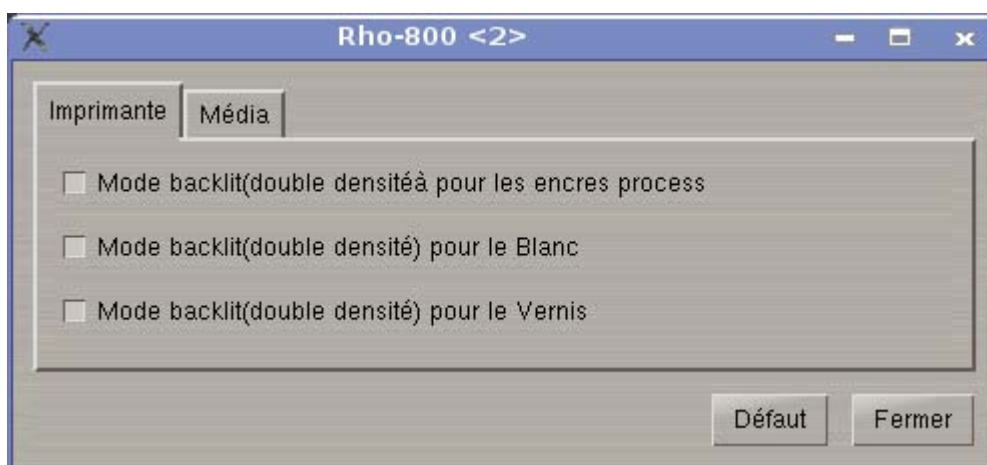 Rho-800 <2>
Imprimante Média
Mode backlit(double densitéà pour les encres process
Mode backlit(double densité) pour le Blanc
Mode backlit(double densité) pour le Vernis
Défaut Fermer